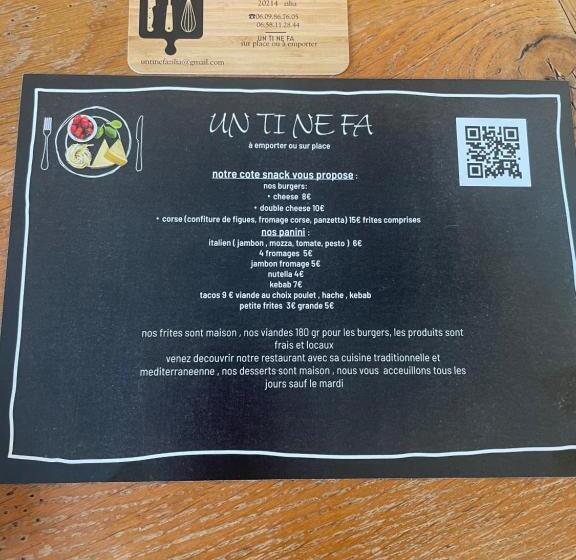 20214 zilia
☎06.09.86.76.05
06.58.11.28.44
UN TI NE FA
sur place ou à emporter
untinefazilia@gmail.com
UN TI NE FA
à emporter ou sur place
notre cote snack vous propose :
nos burgers:
• cheese 8€
• double cheese 10€
• corse (confiture de figues, fromage corse, panzetta) 15€ frites comprises
nos panini :
italien ( jambon , mozza, tomate, pesto ) 6€
4 fromages 5€
jambon fromage 5€
nutella 4€
kebab 7€
tacos 9 € viande au choix poulet , hache , kebab
petite frites 3€ grande 5€
nos frites sont maison , nos viandes 180 gr pour les burgers, les produits sont
frais et locaux
venez decouvrir notre restaurant avec sa cuisine traditionnelle et
mediterraneenne , nos desserts sont maison , nous vous acceuillons tous les
jours sauf le mardi